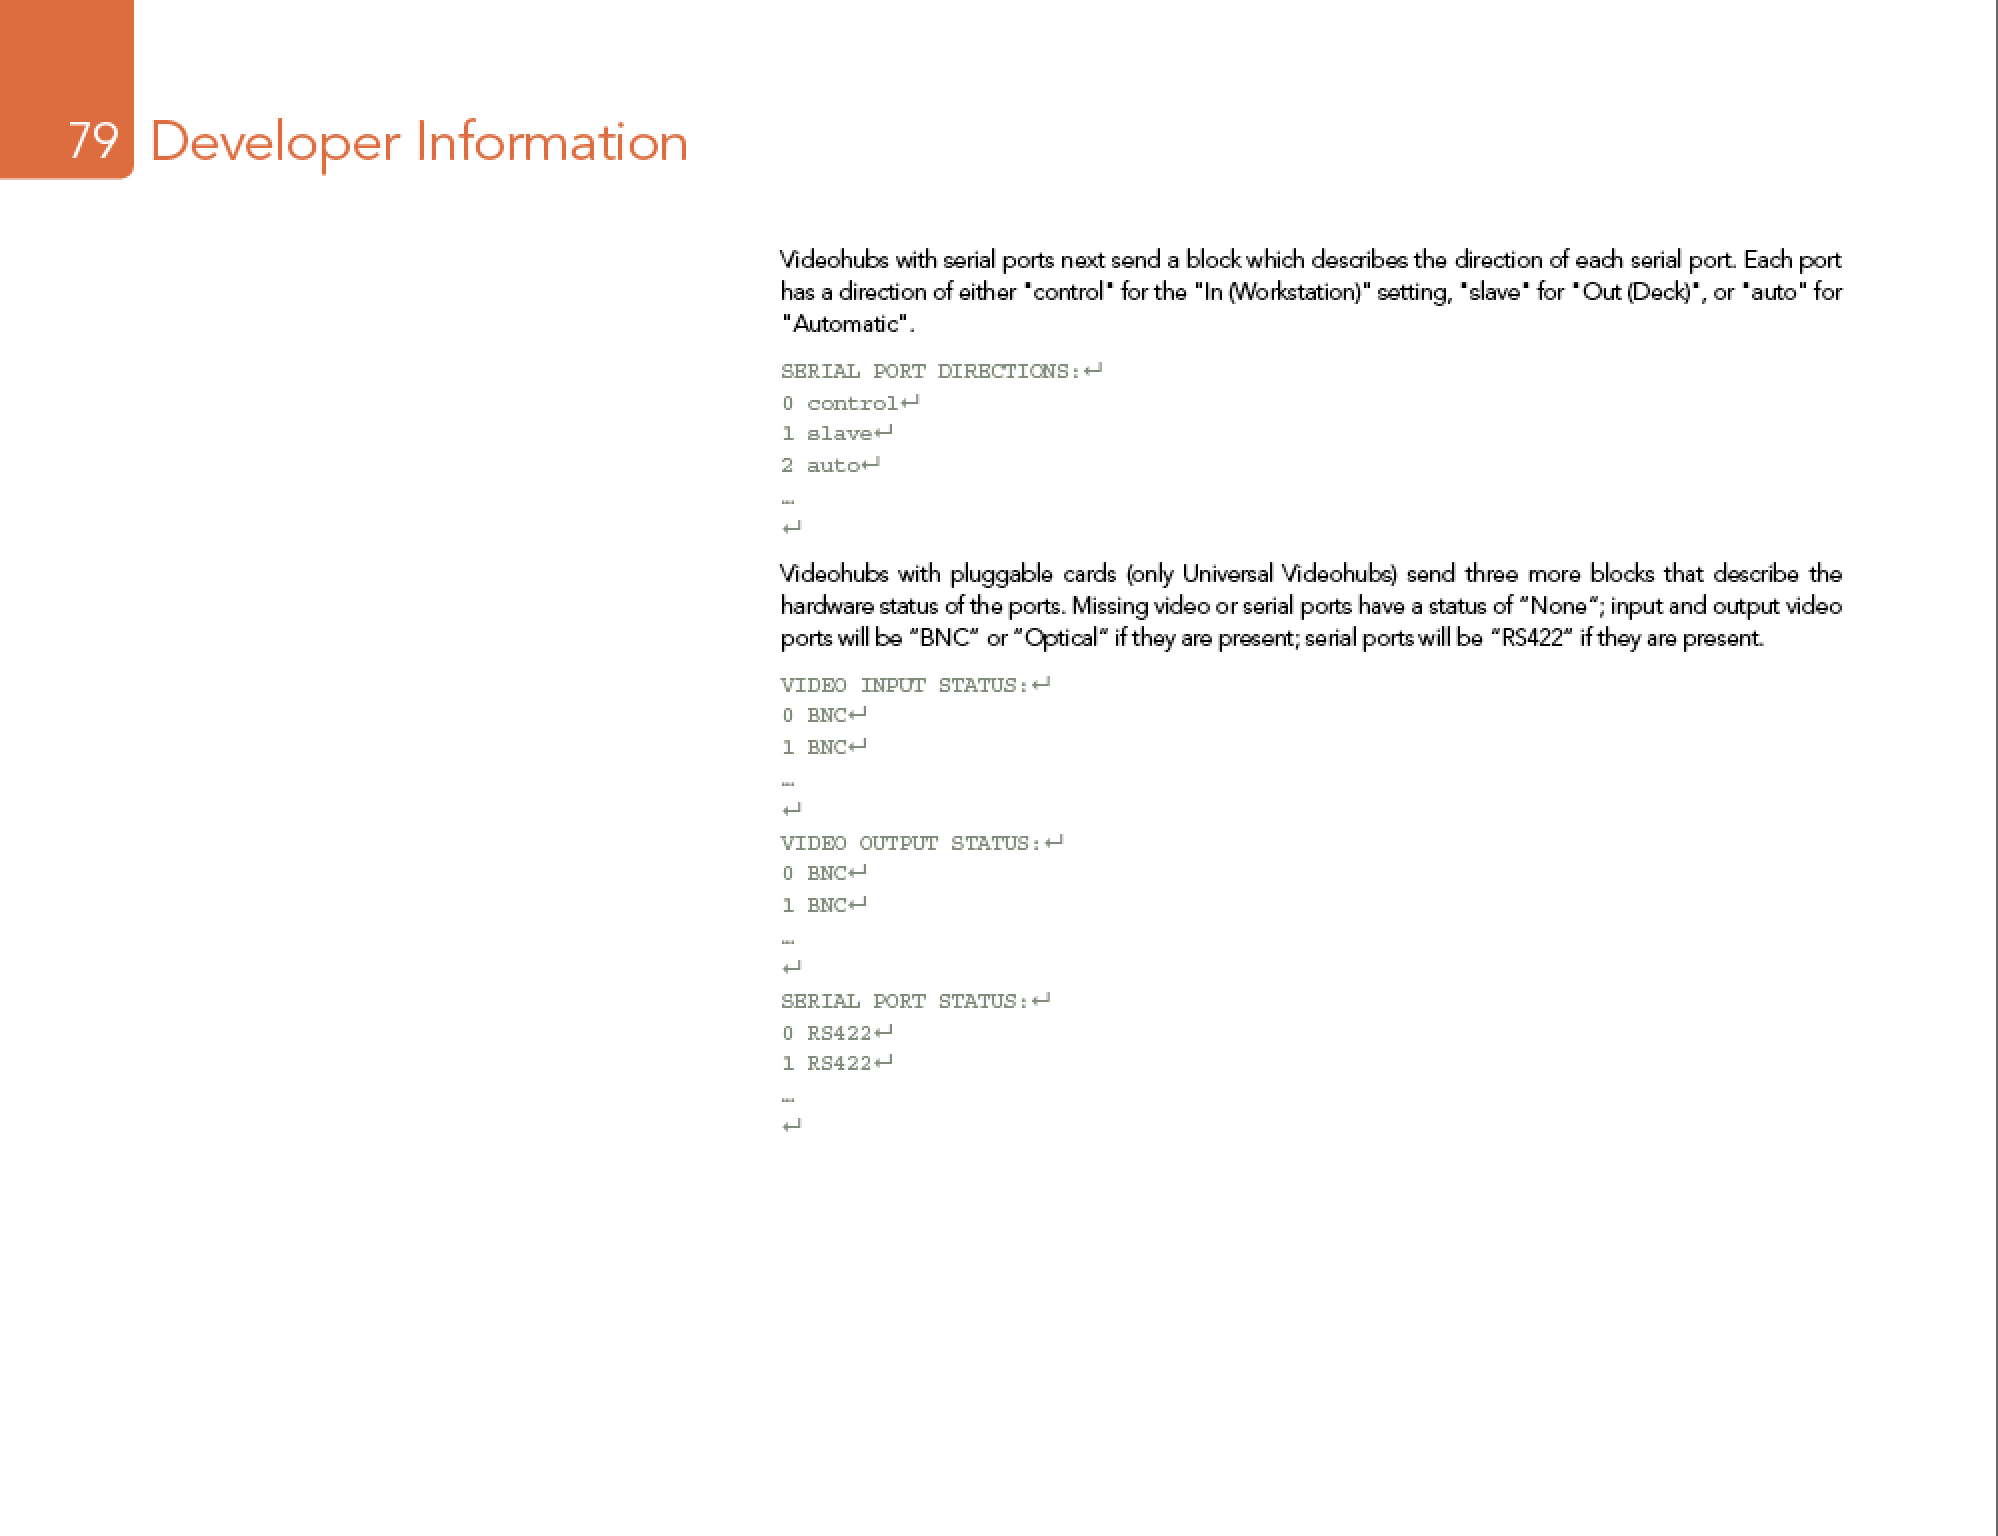 79 Developer Information
Videohubs with serial ports next send a block which describes the direction of each serial port. Each port
has a direction of either "control" for the "In (Workstation)" setting, "slave" for "Out (Deck)", or "auto" for
"Automatic".
SERIAL PORT DIRECTIONS:↵
0 control↵
1 slave↵
2 auto↵
…
↵
Videohubs with pluggable cards (only Universal Videohubs) send three more blocks that describe the
hardware status of the ports. Missing video or serial ports have a status of “None“; input and output video
ports will be “BNC“ or “Optical“ if they are present; serial ports will be “RS422“ if they are present.
VIDEO INPUT STATUS:↵
0 BNC↵
1 BNC↵
…
↵
VIDEO OUTPUT STATUS:↵
0 BNC↵
1 BNC↵
…
↵
SERIAL PORT STATUS:↵
0 RS422↵
1 RS422↵
…
↵